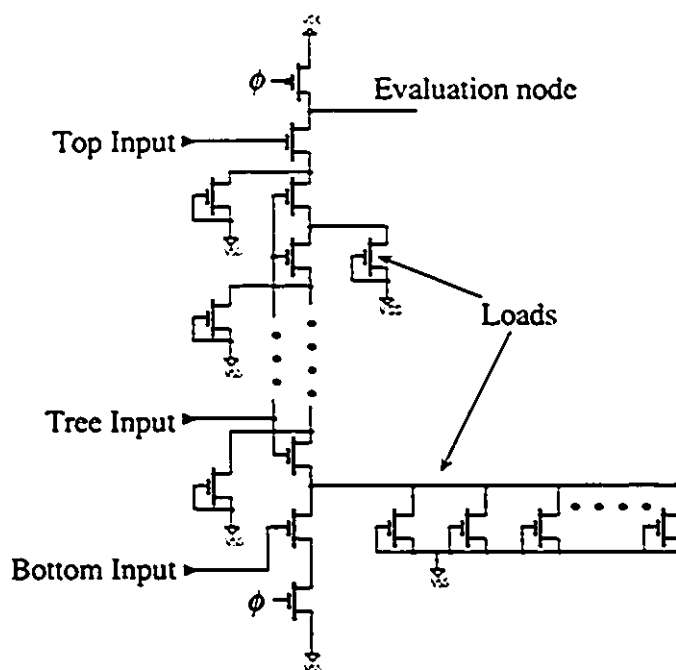 ϕ
Evaluation node
Top Input
Loads
Tree Input
Bottom Input
ϕ